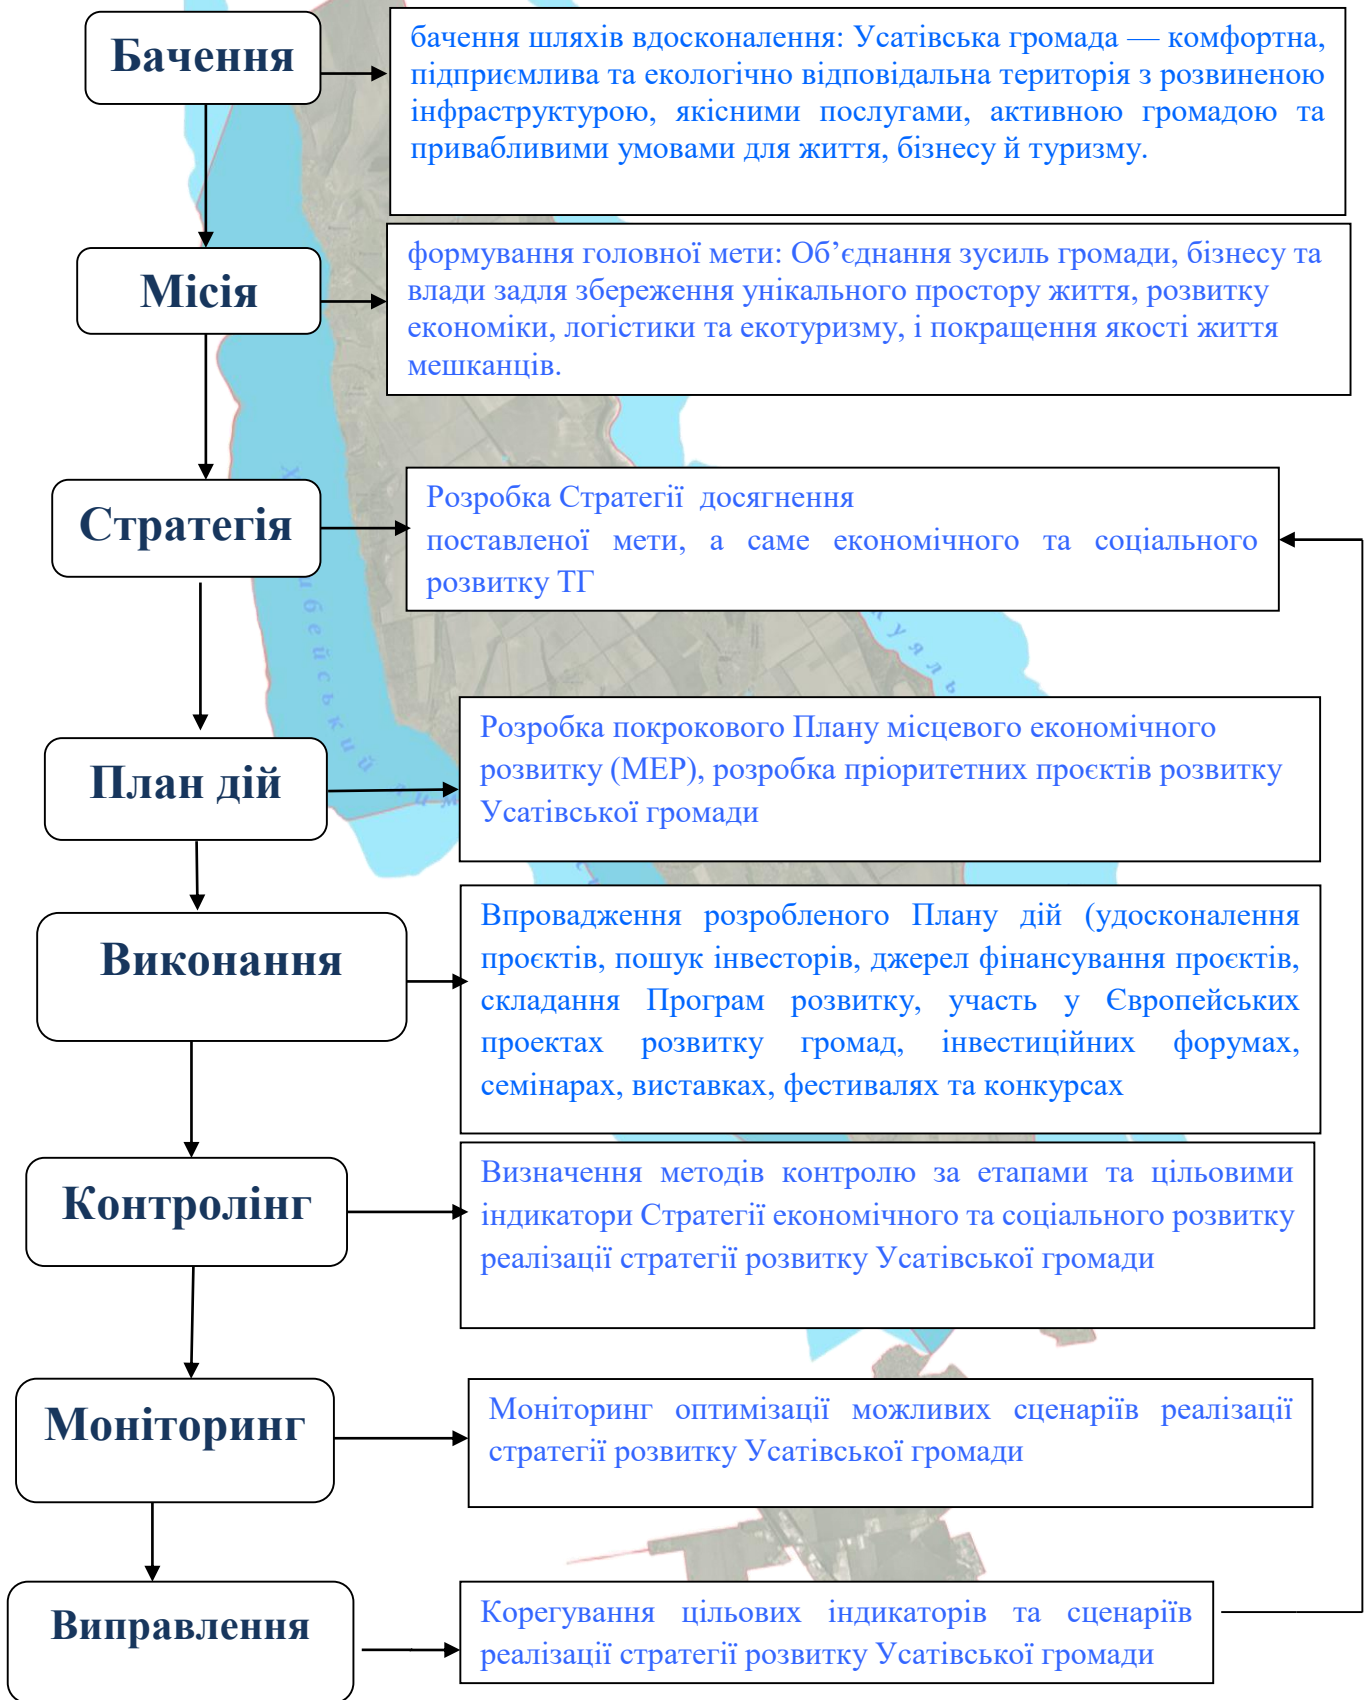 Бачення
бачення шляхів вдосконалення: Усатівська громада — комфортна,
підприємлива та екологічно відповідальна територія з розвиненою
інфраструктурою, якісними послугами, активною громадою та
привабливими умовами для життя, бізнесу й туризму.
Місія
формування головної мети: Об’єднання зусиль громади, бізнесу та
влади задля збереження унікального простору життя, розвитку
економіки, логістики та екотуризму, і покращення якості життя
мешканців.
Стратегія
Розробка Стратегії досягнення
поставленої мети, а саме економічного та соціального
розвитку ТГ
План дій
Розробка покрокового Плану місцевого економічного
розвитку (МЕР), розробка пріоритетних проєктів розвитку
Усатівської громади
Виконання
Впровадження розробленого Плану дій (удосконалення
проєктів, пошук інвесторів, джерел фінансування проєктів,
складання Програм розвитку, участь у Європейських
проектах розвитку громад, інвестиційних форумах,
семінарах, виставках, фестивалях та конкурсах
Контролінг
Визначення методів контролю за етапами та цільовими
індикатори Стратегії економічного та соціального розвитку
реалізації стратегії розвитку Усатівської громади
Моніторинг
Моніторинг оптимізації можливих сценаріїв реалізації
стратегії розвитку Усатівської громади
Виправлення
Корегування цільових індикаторів та сценаріїв
реалізації стратегії розвитку Усатівської громади